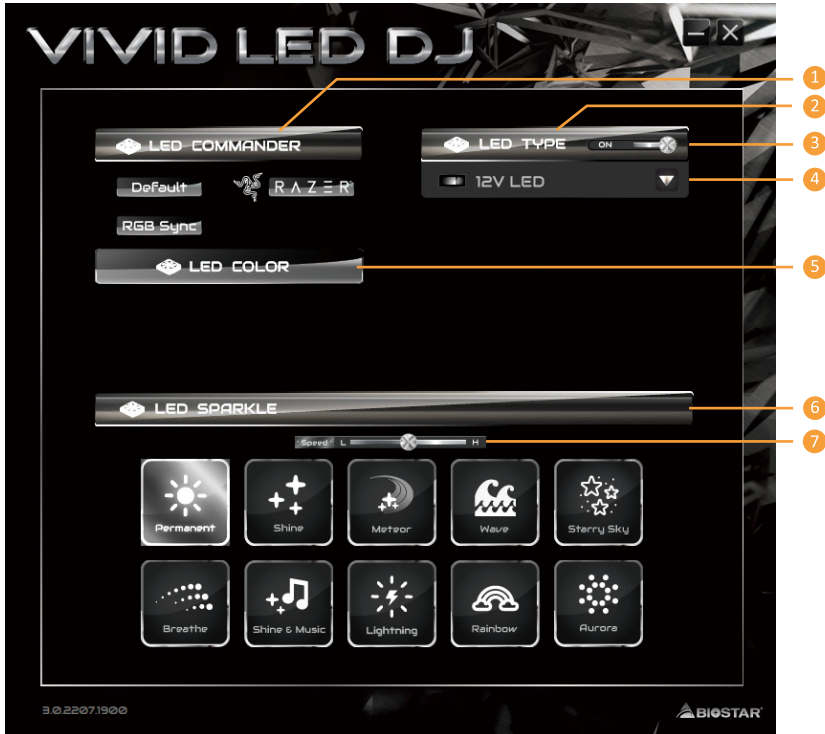 VIVID LED DJ
1
2
LED COMMANDER
LED TYPE ON
3
Default RAZER
12V LED
4
RGB Sync
LED COLOR
5
LED SPARKLE
6
Speed L H
7
Permanent Shine Meteor Wave Starry Sky
Breathe Shine & Music Lightning Rainbow Aurora
3.0.2207.1900
BIOSTAR